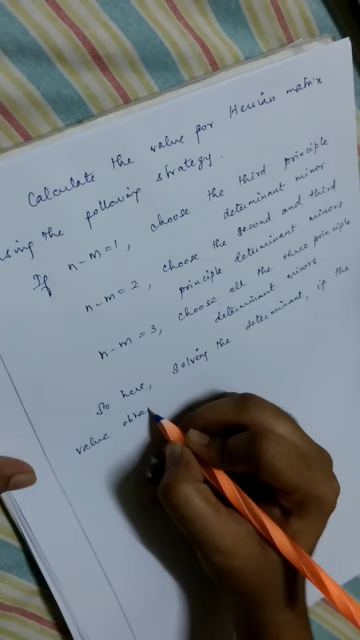 Calculate the value for Hessian matrix
using the following strategy.
If n-m=1, choose the third principle
determinant minor
n-m=2, choose the second and third
principle determinant minors
n-m=3, choose all the three principle
determinant minors.
So here, solving the determinant, if the
value obta